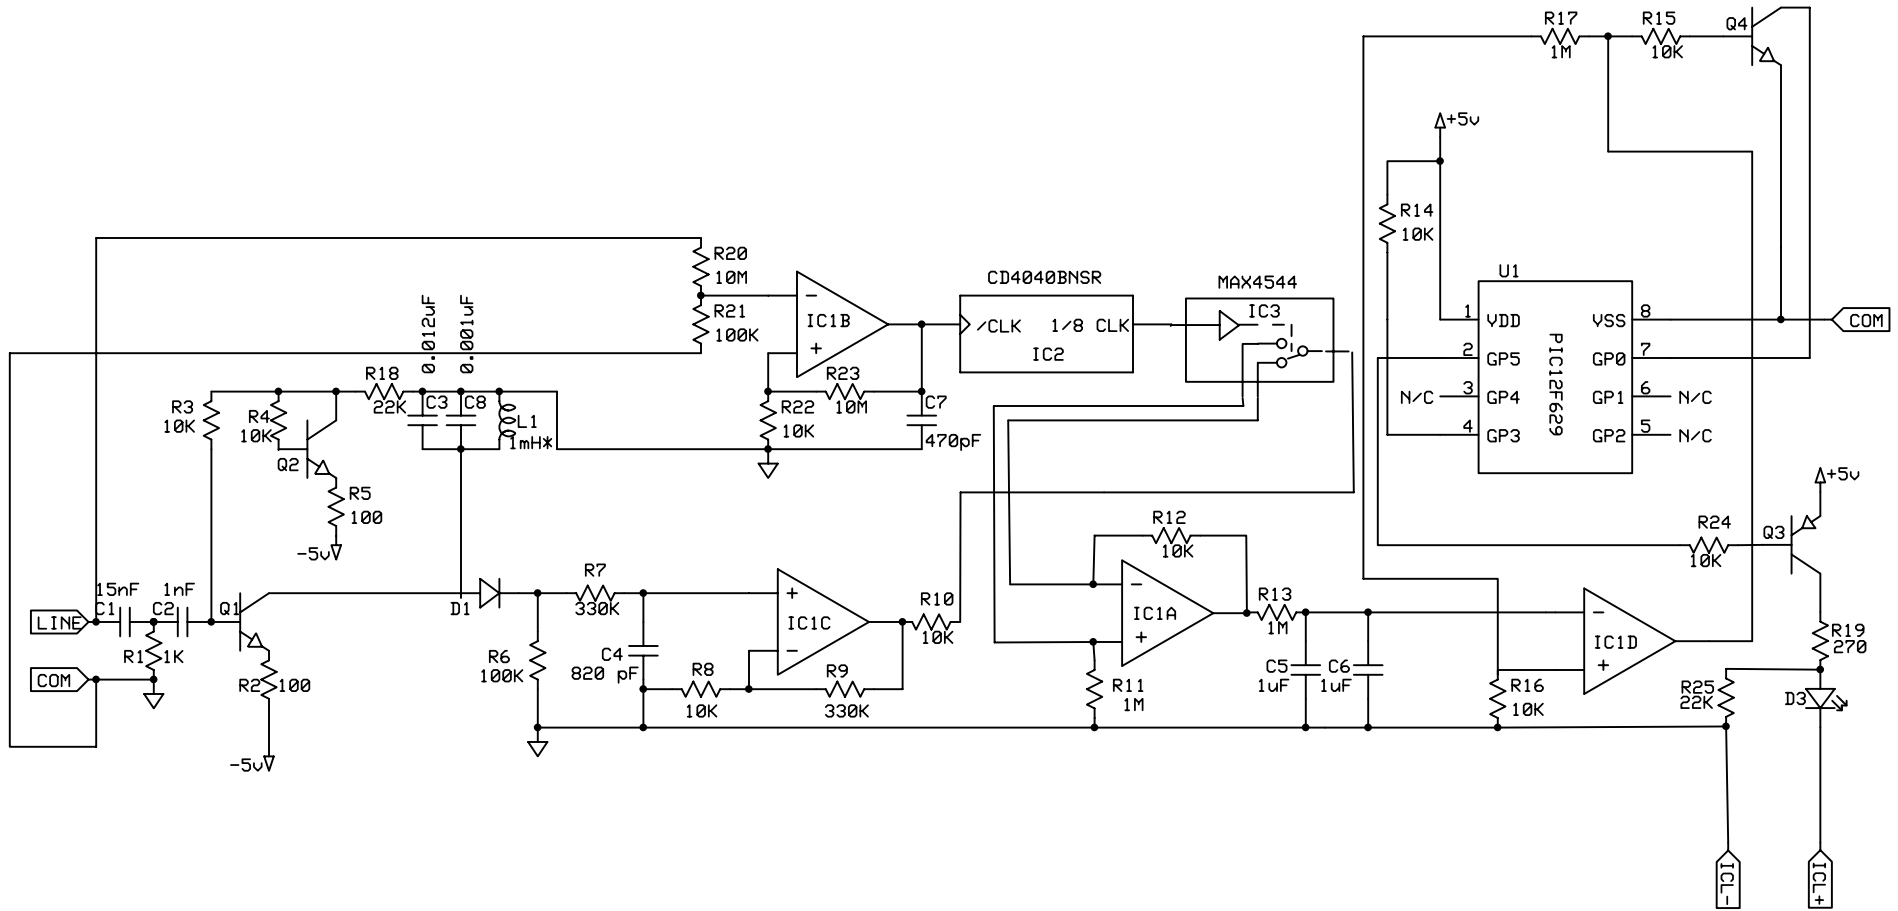 R17
1M
R15
10K
Q4
+5v
R14
10K
U1
1
VDD
VSS
8
COM
2
GP5
GP0
7
N/C
3
GP4
GP1
6
N/C
4
GP3
GP2
5
N/C
PIC12F629
R20
10M
R21
100K
IC1B
-
+
CD4040BNSR
/CLK
1/8 CLK
IC2
MAX4544
IC3
R23
10M
R22
10K
C7
470pF
0.012uF
0.001uF
R18
22K
C3
C8
L1
1mH*
R3
10K
R4
10K
Q2
R5
100
-5v
15nF
C1
1nF
C2
Q1
LINE
COM
R1
1K
R2
100
-5v
D1
R7
330K
R6
100K
C4
820 pF
+
IC1C
-
R8
10K
R9
330K
R10
10K
R12
10K
-
IC1A
+
R11
1M
R13
1M
C5
1uF
C6
1uF
-
IC1D
+
R16
10K
+5v
R24
10K
Q3
R19
270
R25
22K
D3
ICL-
ICL+